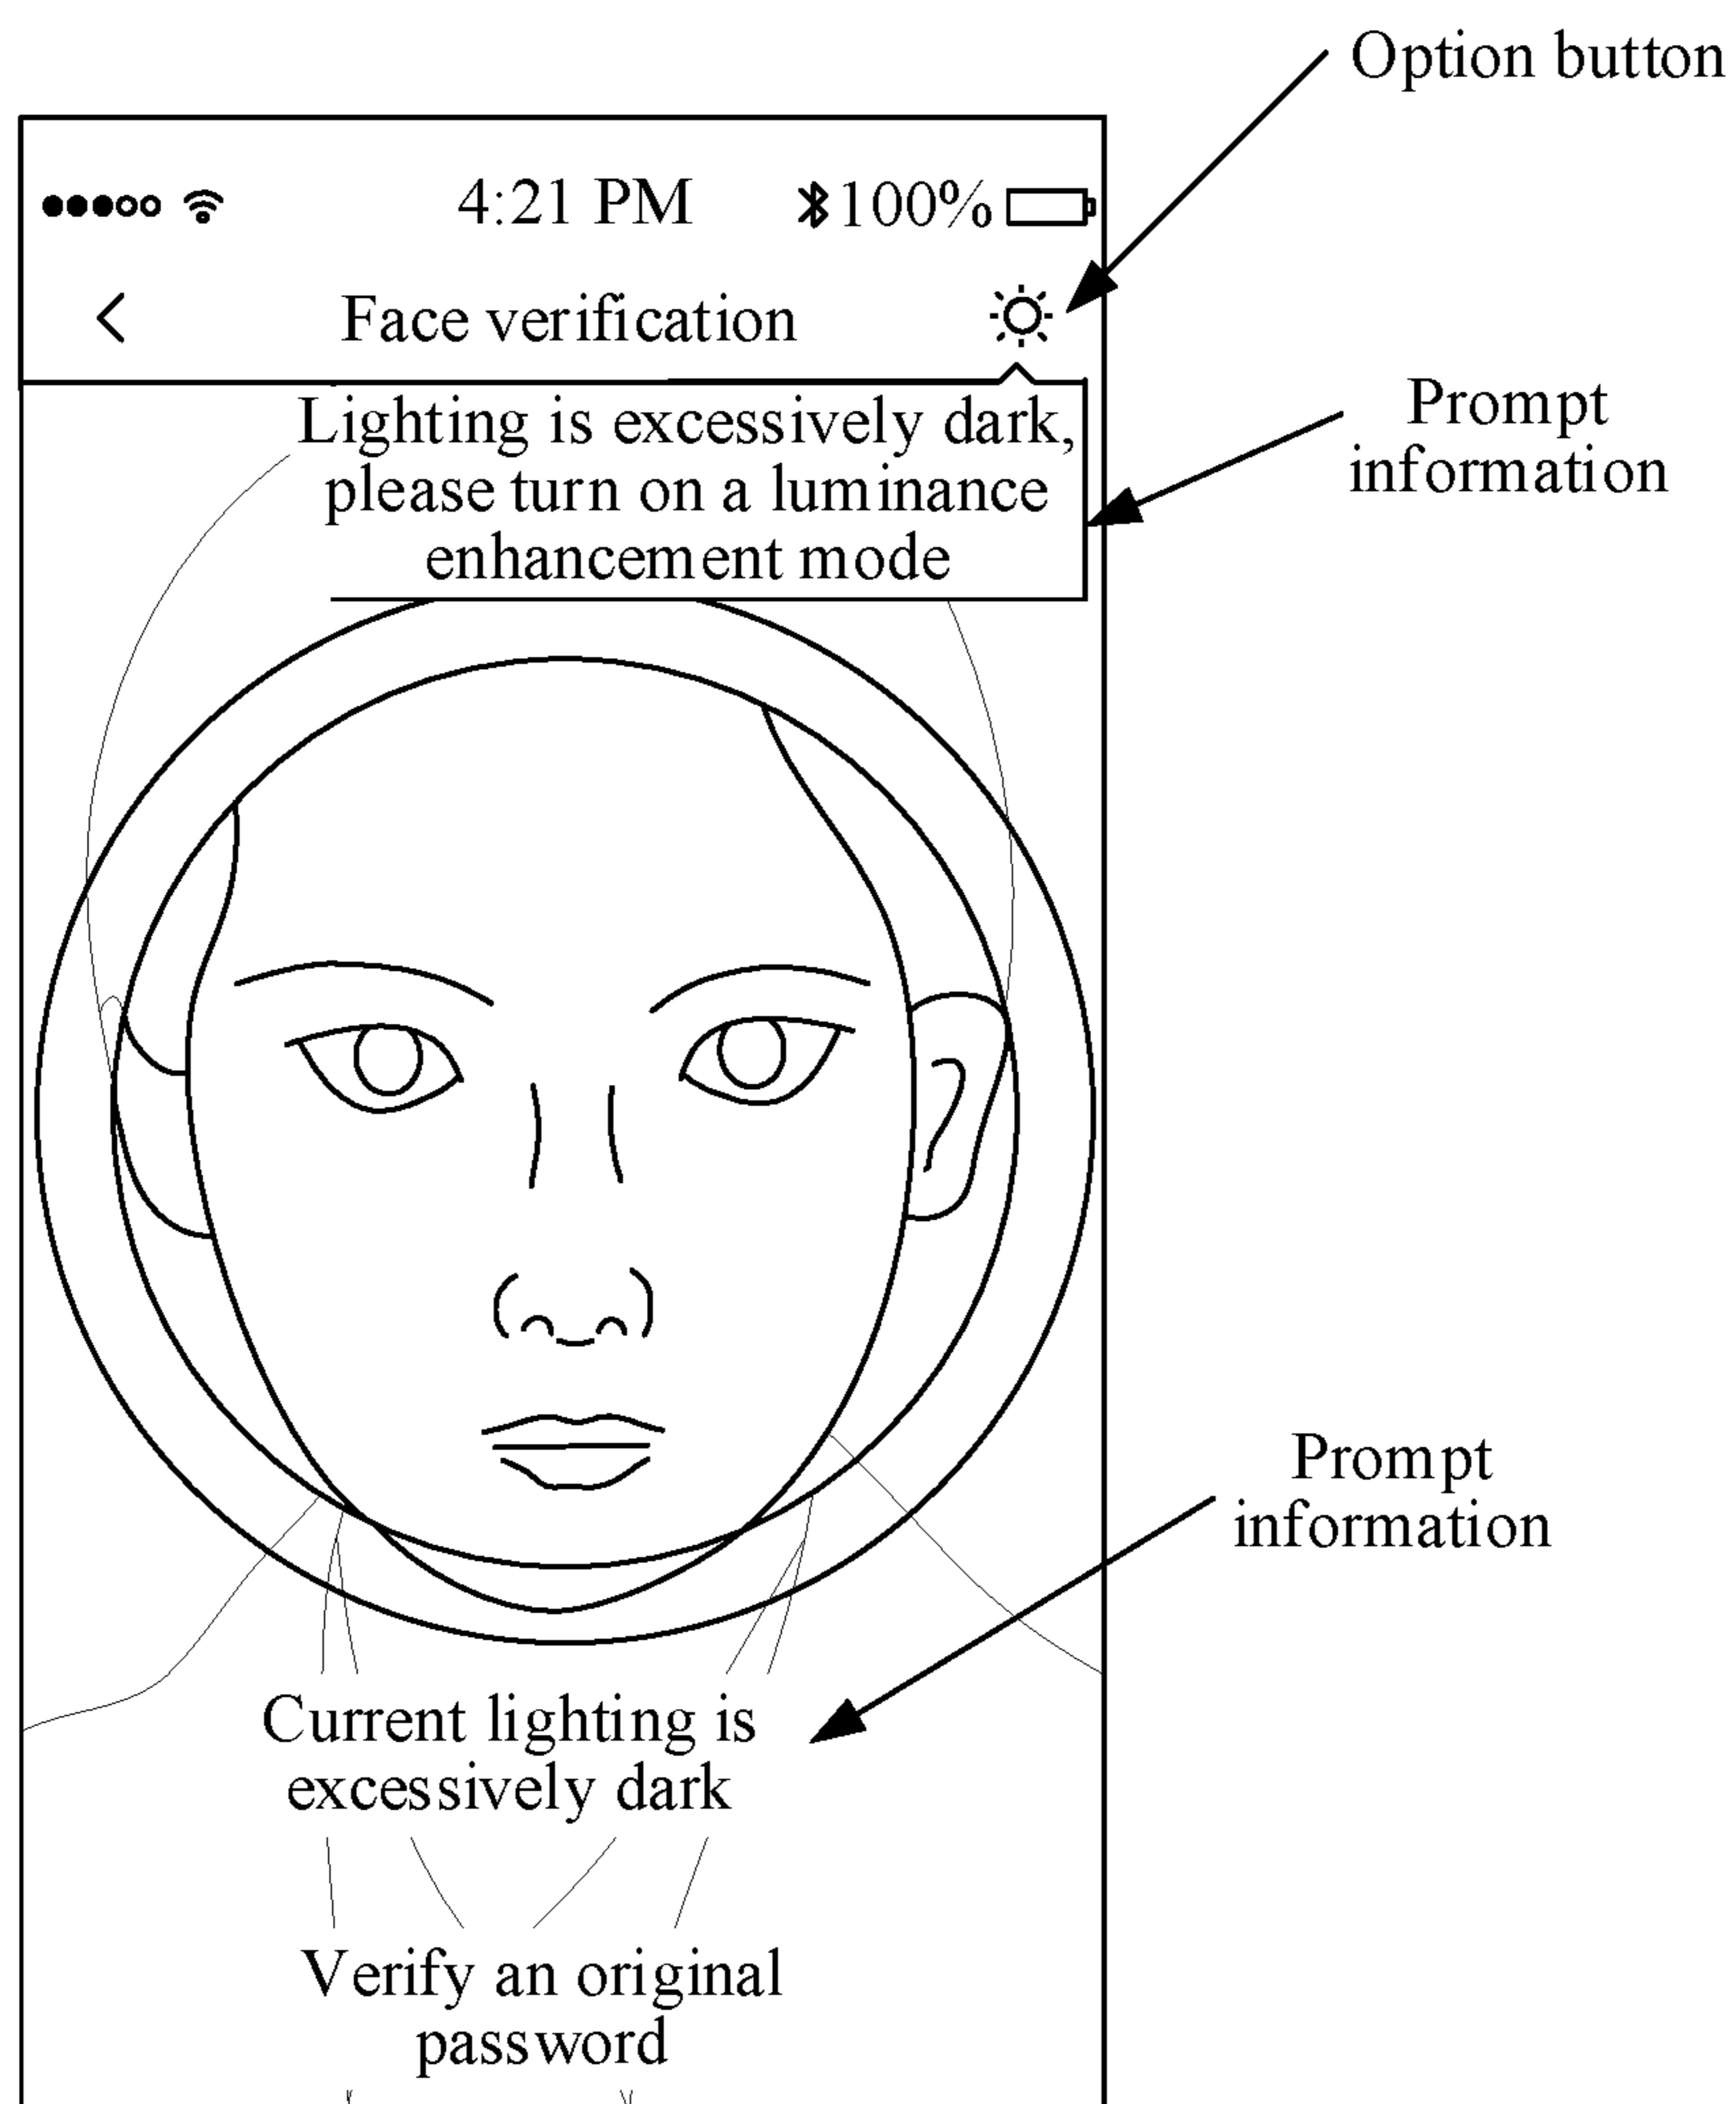 Option button
4:21 PM 100%
Face verification
Lighting is excessively dark,
please turn on a luminance
enhancement mode
Prompt
information
Prompt
information
Current lighting is
excessively dark
Verify an original
password